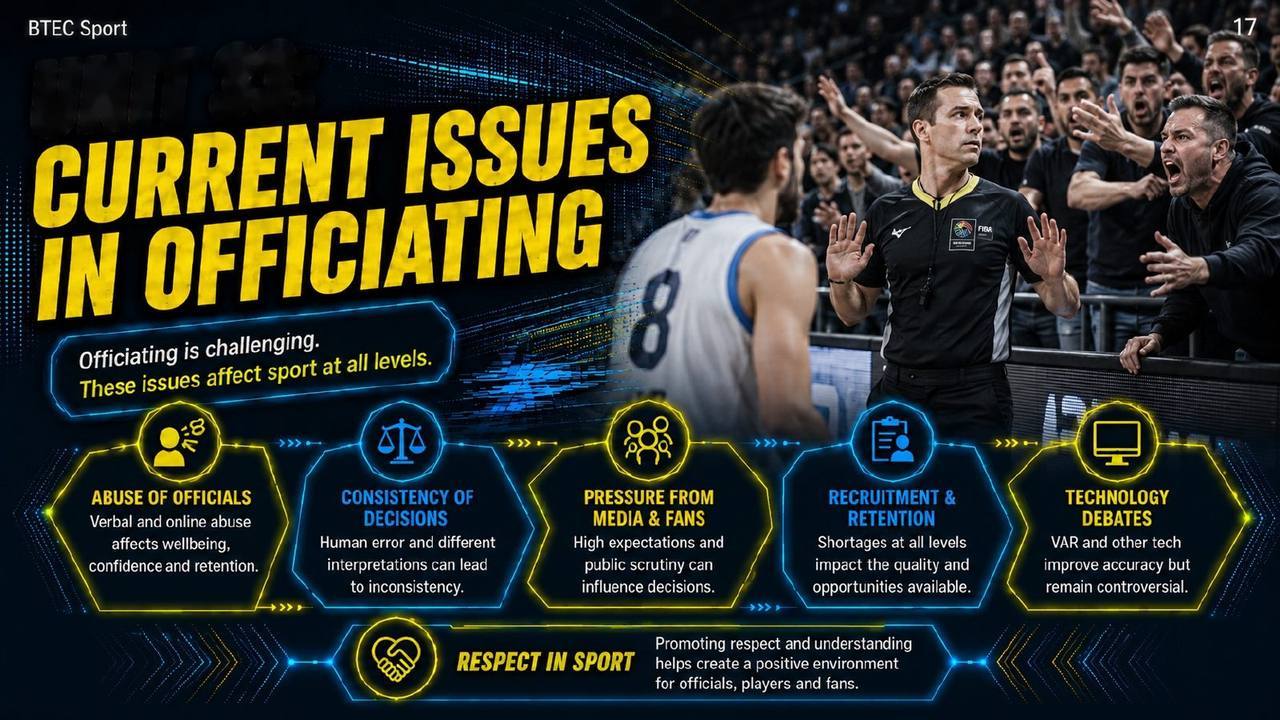 BTEC Sport
17
CURRENT ISSUES
IN OFFICIATING
Officiating is challenging.
These issues affect sport at all levels.
8
FIBA
ABUSE OF OFFICIALS
Verbal and online abuse
affects wellbeing,
confidence and retention.
CONSISTENCY OF
DECISIONS
Human error and different
interpretations can lead
to inconsistency.
PRESSURE FROM
MEDIA & FANS
High expectations and
public scrutiny can
influence decisions.
RECRUITMENT &
RETENTION
Shortages at all levels
impact the quality and
opportunities available.
TECHNOLOGY
DEBATES
VAR and other tech
improve accuracy but
remain controversial.
RESPECT IN SPORT
Promoting respect and understanding
helps create a positive environment
for officials, players and fans.